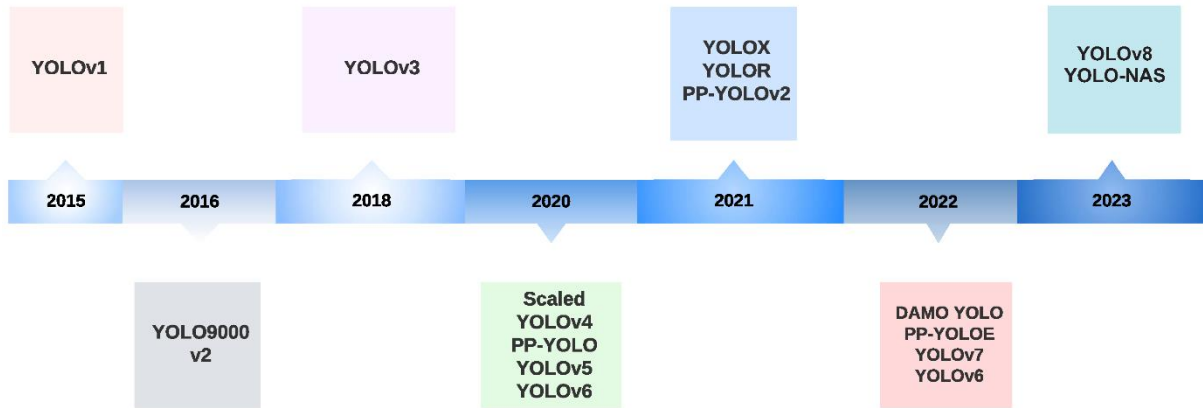 YOLOv1
YOLOv3
YOLOX
YOLOR
PP-YOLOv2
YOLOv8
YOLO-NAS
2015
2016
2018
2020
2021
2022
2023
YOLO9000
v2
Scaled
YOLOv4
PP-YOLO
YOLOv5
YOLOv6
DAMO YOLO
PP-YOLOE
YOLOv7
YOLOv6